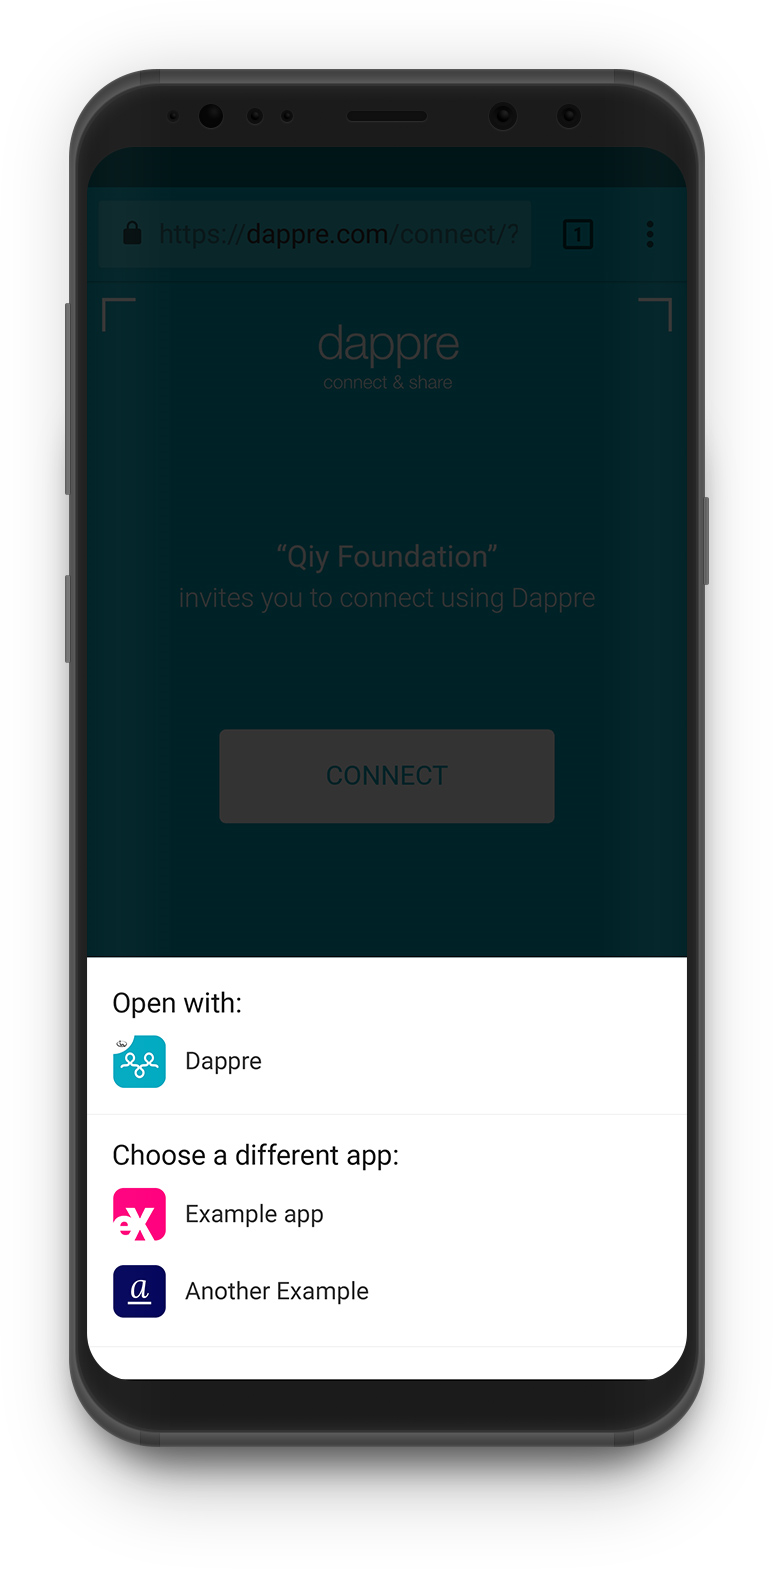 https://dappre.com/connect/?
1
dappre
connect & share
“Qiy Foundation”
invites you to connect using Dappre
CONNECT
Open with:
Dappre
Choose a different app:
eX
Example app
a
Another Example